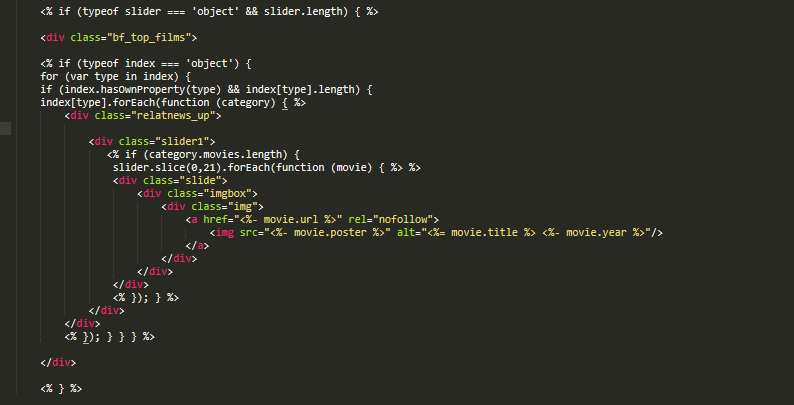 <% if (typeof slider === 'object' && slider.length) { %>
<div class="bf_top_films">
<% if (typeof index === 'object') {
for (var type in index) {
if (index.hasOwnProperty(type) && index[type].length) {
index[type].forEach(function (category) { %>
<div class="relatnews_up">
<div class="slider1">
<% if (category.movies.length) {
slider.slice(0,21).forEach(function (movie) { %> %>
<div class="slide">
<div class="imgbox">
<div class="img">
<a href="<%- movie.url %>" rel="nofollow">
<img src="<%- movie.poster %>" alt="<%= movie.title %> <%- movie.year %>"/>
</a>
</div>
</div>
</div>
<% }); } %>
</div>
</div>
<% }); } } } %>
</div>
<% } %>